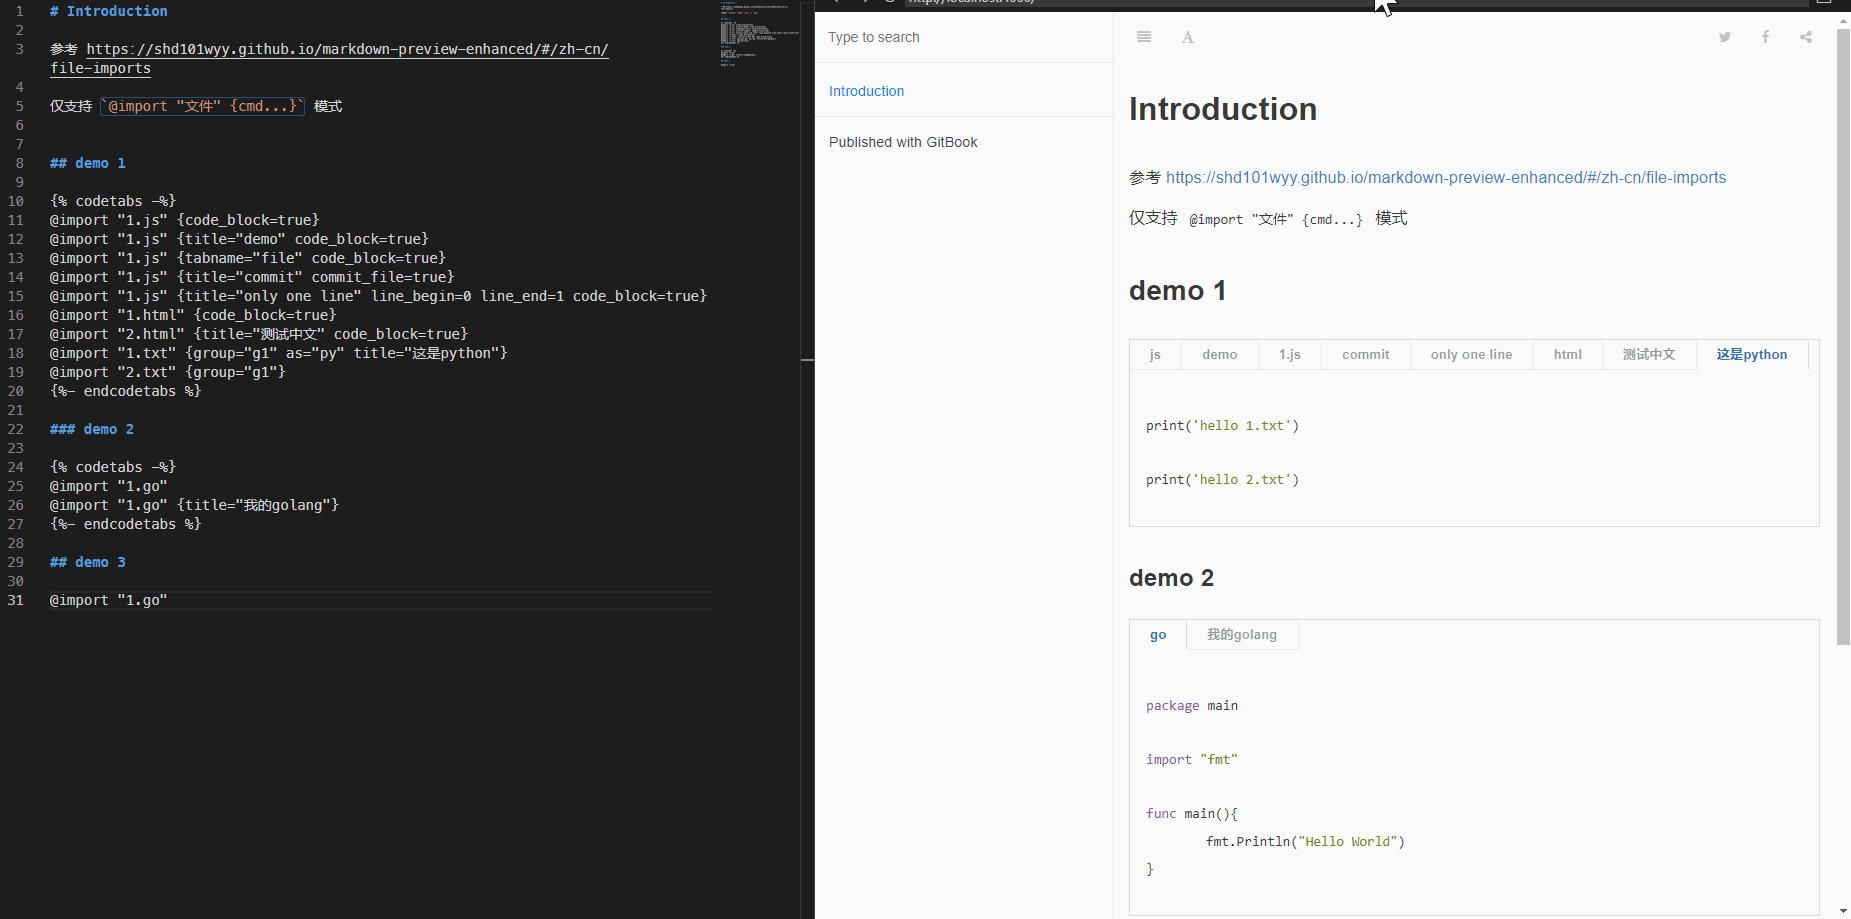 1 # Introduction
2
3 参考 https://shd101wyy.github.io/markdown-preview-enhanced/#/zh-cn/
file-imports
4
5 仅支持 `@import "文件" {cmd...}` 模式
6
7
8 ## demo 1
9
10 {% codetabs -%}
11 @import "1.js" {code_block=true}
12 @import "1.js" {title="demo" code_block=true}
13 @import "1.js" {tabname="file" code_block=true}
14 @import "1.js" {title="commit" commit_file=true}
15 @import "1.js" {title="only one line" line_begin=0 line_end=1 code_block=true}
16 @import "1.html" {code_block=true}
17 @import "2.html" {title="测试中文" code_block=true}
18 @import "1.txt" {group="g1" as="py" title="这是python"}
19 @import "2.txt" {group="g1"}
20 {%- endcodetabs %}
21
22 ### demo 2
23
24 {% codetabs -%}
25 @import "1.go"
26 @import "1.go" {title="我的golang"}
27 {%- endcodetabs %}
28
29 ## demo 3
30
31 @import "1.go"
Type to search
Introduction
Published with GitBook
A
Introduction
参考 https://shd101wyy.github.io/markdown-preview-enhanced/#/zh-cn/file-imports
仅支持 @import "文件" {cmd...} 模式
demo 1
js demo 1.js commit only one line html 测试中文 这是python
print('hello 1.txt')
print('hello 2.txt')
demo 2
go 我的golang
package main
import "fmt"
func main(){
fmt.Println("Hello World")
}